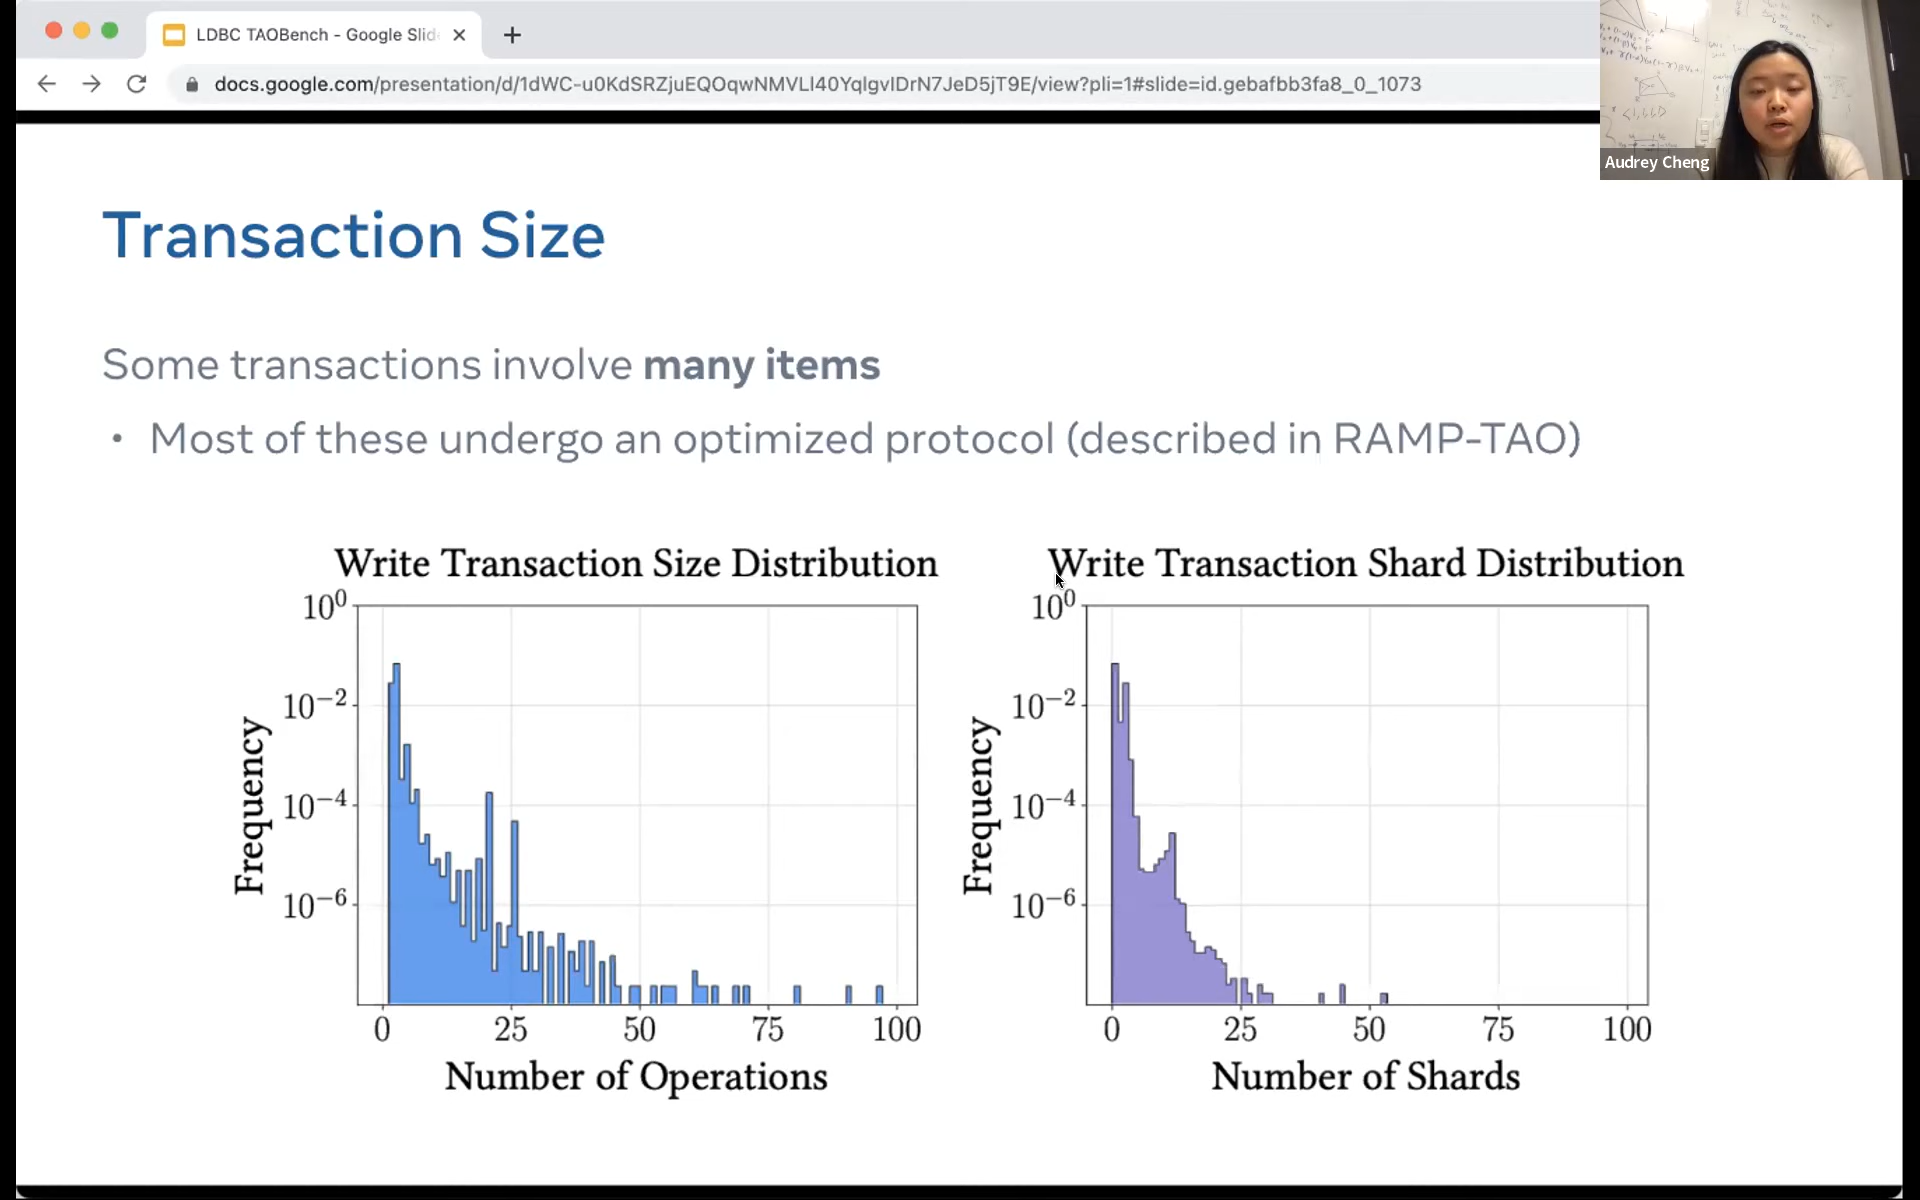 LDBC TAOBench - Google Slid
docs.google.com/presentation/d/1dWC-u0KdSRZjuEQOqwNMVLl40YqlgvIDrN7JeD5jT9E/view?pli=1#slide=id.gebafbb3fa8_0_1073
Audrey Cheng
Transaction Size
Some transactions involve many items
• Most of these undergo an optimized protocol (described in RAMP-TAO)
Write Transaction Size Distribution
10⁰
10⁻²
10⁻⁴
10⁻⁶
Frequency
0 25 50 75 100
Number of Operations
Write Transaction Shard Distribution
10⁰
10⁻²
10⁻⁴
10⁻⁶
Frequency
0 25 50 75 100
Number of Shards